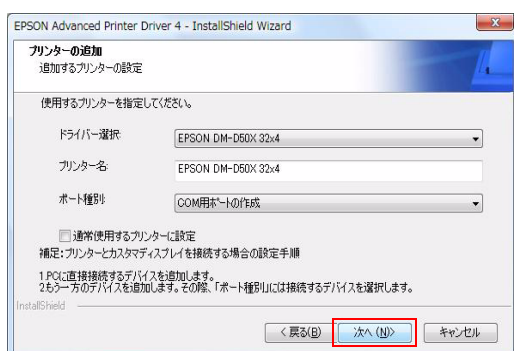 EPSON Advanced Printer Driver 4 - InstallShield Wizard
プリンターの追加
追加するプリンターの設定
使用するプリンターを指定してください。
ドライバー選択:
EPSON DM-D50X 32x4
プリンター名:
EPSON DM-D50X 32x4
ポート種別:
COM用ポートの作成
通常使用するプリンターに設定
補足:プリンターとカスタマディスプレイを接続する場合の設定手順
1.PCに直接接続するデバイスを追加します。
2.もう一方のデバイスを追加します。その際、「ポート種別」には接続するデバイスを選択します。
InstallShield
< 戻る(B)
次へ (N)>
キャンセル